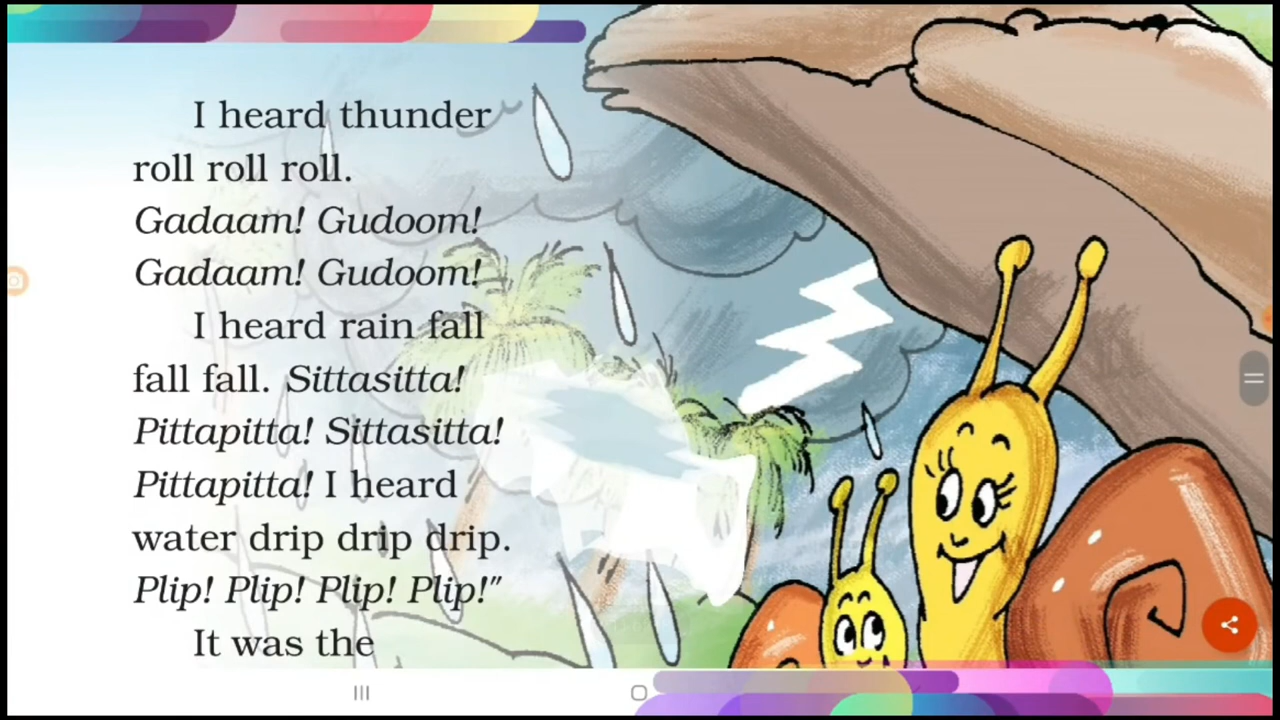 I heard thunder
roll roll roll.
Gadaam! Gudoom!
Gadaam! Gudoom!
I heard rain fall
fall fall. Sittasitta!
Pittapitta! Sittasitta!
Pittapitta! I heard
water drip drip drip.
Plip! Plip! Plip! Plip!”
It was the